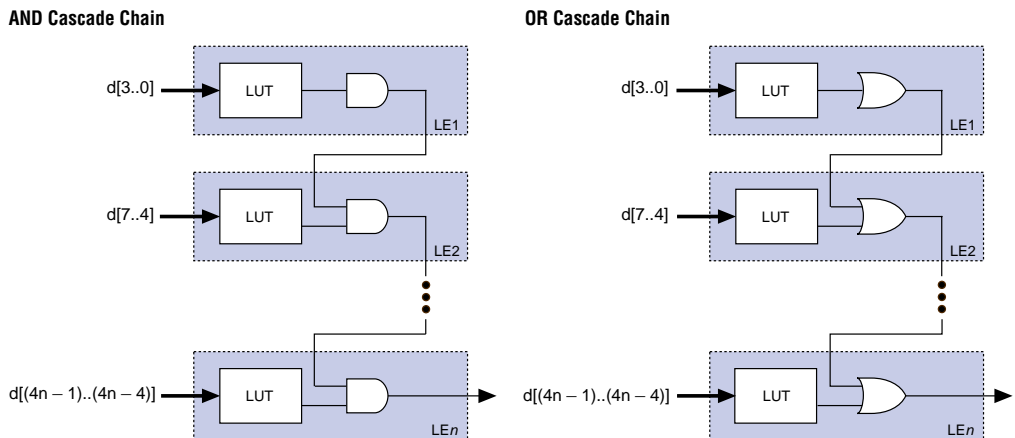 AND Cascade Chain
d[3..0]
LUT
LE1
d[7..4]
LUT
LE2
d[(4n – 1)..(4n – 4)]
LUT
LEn
OR Cascade Chain
d[3..0]
LUT
LE1
d[7..4]
LUT
LE2
d[(4n – 1)..(4n – 4)]
LUT
LEn